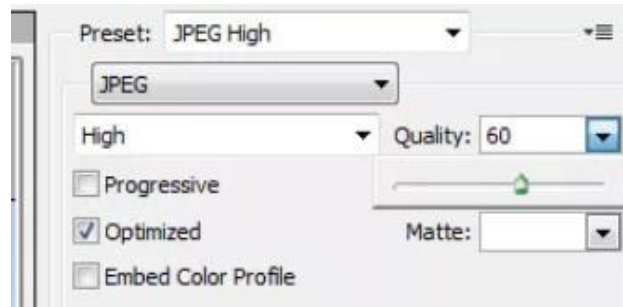 Preset: JPEG High
JPEG
High Quality: 60
Progressive
Optimized Matte:
Embed Color Profile